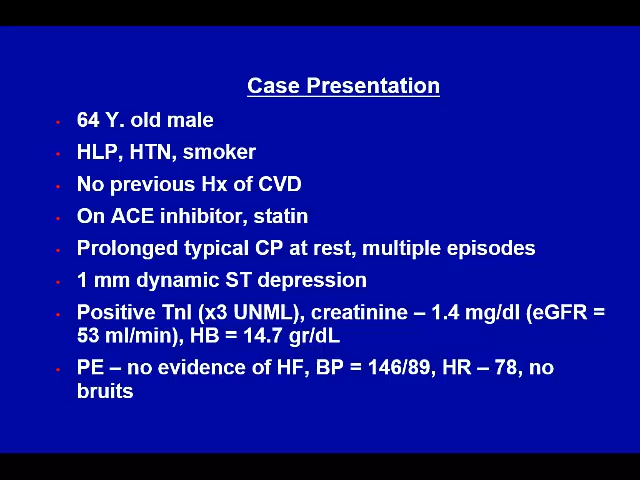 Case Presentation
64 Y. old male
HLP, HTN, smoker
No previous Hx of CVD
On ACE inhibitor, statin
Prolonged typical CP at rest, multiple episodes
1 mm dynamic ST depression
Positive TnI (x3 UNML), creatinine – 1.4 mg/dl (eGFR =
53 ml/min), HB = 14.7 gr/dL
PE – no evidence of HF, BP = 146/89, HR – 78, no
bruits